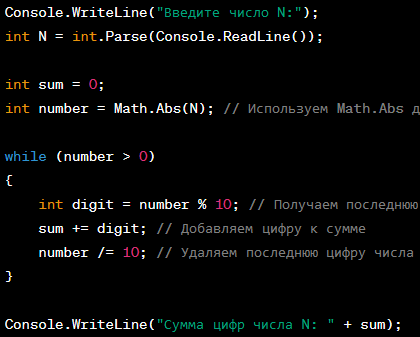 Console.WriteLine("Введите число N:");
int N = int.Parse(Console.ReadLine());
int sum = 0;
int number = Math.Abs(N); // Используем Math.Abs д
while (number > 0)
{
int digit = number % 10; // Получаем последнюю
sum += digit; // Добавляем цифру к сумме
number /= 10; // Удаляем последнюю цифру числа
}
Console.WriteLine("Сумма цифр числа N: " + sum);